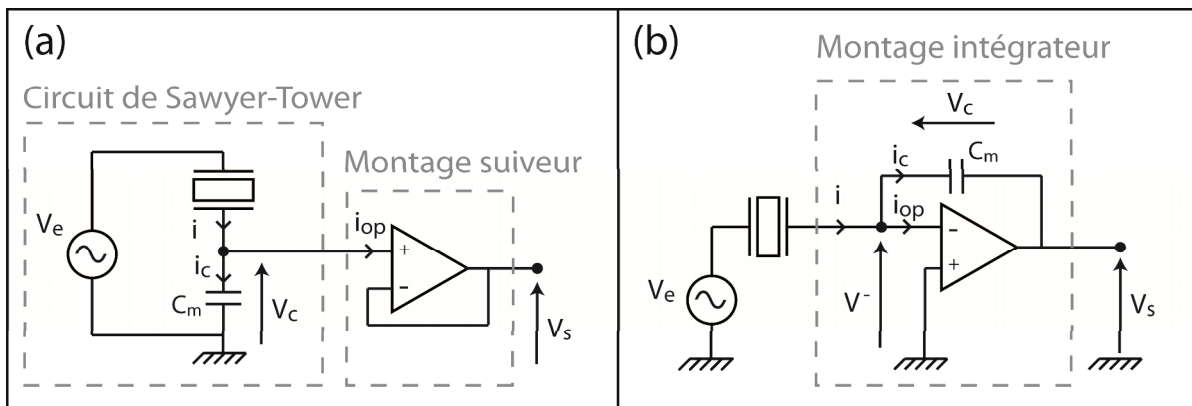 (a)
Circuit de Sawyer-Tower
Montage suiveur
Ve
i
ic
Cm
Vc
iop
+
-
Vs
(b)
Montage intégrateur
Vc
Cm
ic
i
iop
-
+
Ve
V-
Vs